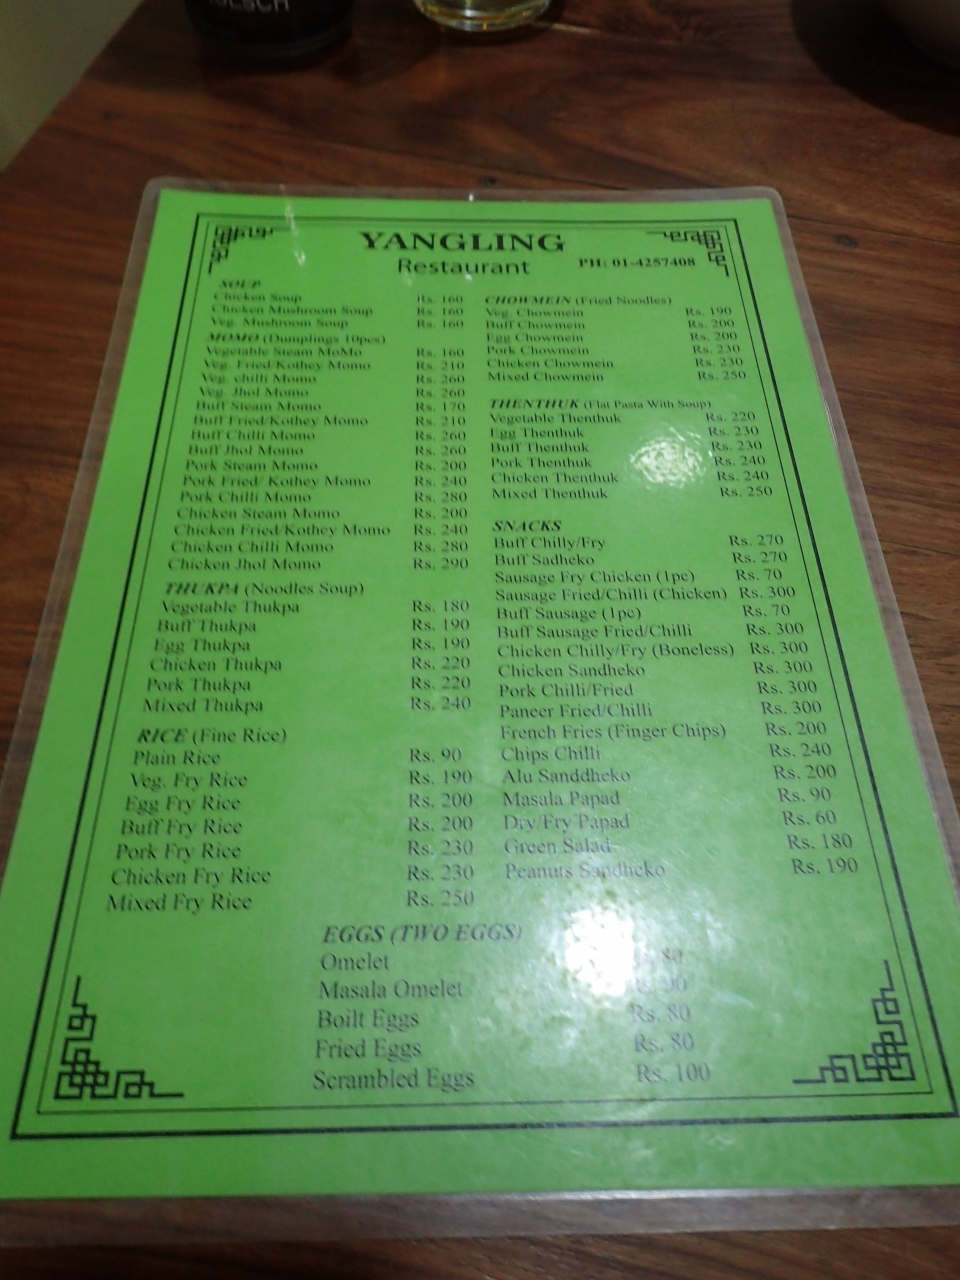 YANGLING
Restaurant
PH: 01-4257408
SOUP
Chicken Soup Rs. 160
Chicken Mushroom Soup Rs. 160
Veg. Mushroom Soup Rs. 160
MOMO (Dumplings 10pcs)
Vegetable Steam MoMo Rs. 160
Veg. Fried/Kothey Momo Rs. 210
Veg. chilli Momo Rs. 260
Veg. Jhol Momo Rs. 260
Buff Steam Momo Rs. 170
Buff Fried/Kothey Momo Rs. 210
Buff Chilli Momo Rs. 260
Buff Jhol Momo Rs. 260
Pork Steam Momo Rs. 200
Pork Fried/ Kothey Momo Rs. 240
Pork Chilli Momo Rs. 280
Chicken Steam Momo Rs. 200
Chicken Fried/Kothey Momo Rs. 240
Chicken Chilli Momo Rs. 280
Chicken Jhol Momo Rs. 290
THUKPA (Noodles Soup)
Vegetable Thukpa Rs. 180
Buff Thukpa Rs. 190
Egg Thukpa Rs. 190
Chicken Thukpa Rs. 220
Pork Thukpa Rs. 220
Mixed Thukpa Rs. 240
RICE (Fine Rice)
Plain Rice Rs. 90
Veg. Fry Rice Rs. 190
Egg Fry Rice Rs. 200
Buff Fry Rice Rs. 200
Pork Fry Rice Rs. 230
Chicken Fry Rice Rs. 230
Mixed Fry Rice Rs. 250
CHOWMEIN (Fried Noodles)
Veg. Chowmein Rs. 190
Buff Chowmein Rs. 200
Egg Chowmein Rs. 200
Pork Chowmein Rs. 230
Chicken Chowmein Rs. 230
Mixed Chowmein Rs. 250
THENTHUK (Flat Pasta With Soup)
Vegetable Thenthuk Rs. 220
Egg Thenthuk Rs. 230
Buff Thenthuk Rs. 230
Pork Thenthuk Rs. 240
Chicken Thenthuk Rs. 240
Mixed Thenthuk Rs. 250
SNACKS
Buff Chilly/Fry Rs. 270
Buff Sadheko Rs. 270
Sausage Fry Chicken (1pc) Rs. 70
Sausage Fried/Chilli (Chicken) Rs. 300
Buff Sausage (1pc) Rs. 70
Buff Sausage Fried/Chilli Rs. 300
Chicken Chilly/Fry (Boneless) Rs. 300
Chicken Sandheko Rs. 300
Pork Chilli/Fried Rs. 300
Paneer Fried/Chilli Rs. 300
French Fries (Finger Chips) Rs. 200
Chips Chilli Rs. 240
Alu Sanddheko Rs. 200
Masala Papad Rs. 90
Dry/Fry Papad Rs. 60
Green Salad Rs. 180
Peanuts Sandheko Rs. 190
EGGS (TWO EGGS)
Omelet 80
Masala Omelet Rs. 90
Boilt Eggs Rs. 80
Fried Eggs Rs. 80
Scrambled Eggs Rs. 100